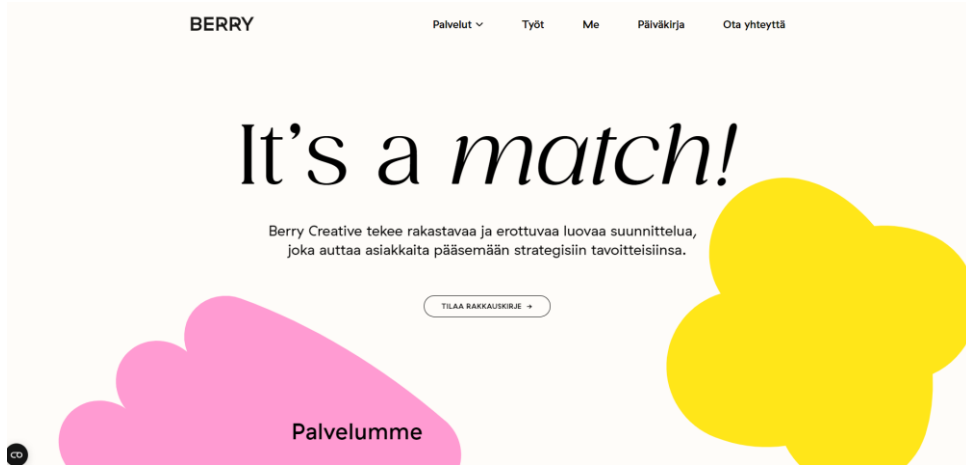 BERRY
Palvelut
Työt
Me
Päiväkirja
Ota yhteyttä
It's a match!
Berry Creative tekee rakastavaa ja erottuvaa luovaa suunnittelua,
joka auttaa asiakkaita pääsemään strategisiin tavoitteisiinsa.
TILAA RAKKAUSKIRJE →
Palvelumme